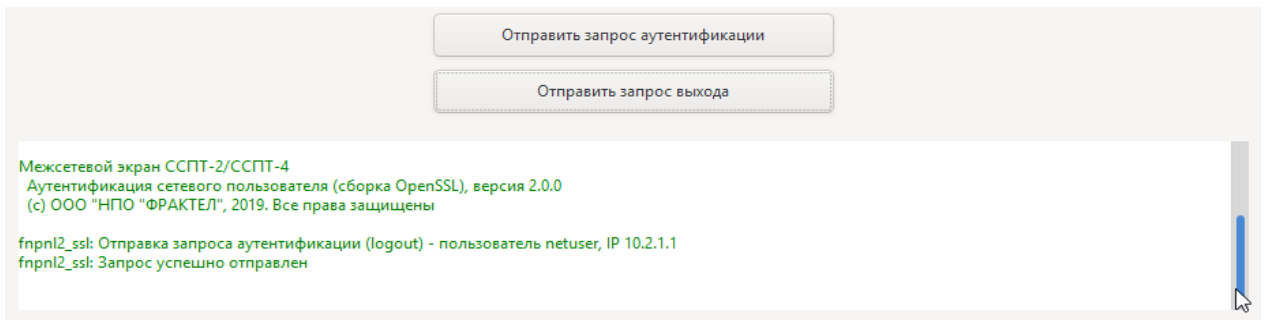 Отправить запрос аутентификации
Отправить запрос выхода
Межсетевой экран ССПТ-2/ССПТ-4
Аутентификация сетевого пользователя (сборка OpenSSL), версия 2.0.0
(с) ООО "НПО "ФРАКТЕЛ", 2019. Все права защищены
fnpnl2_ssl: Отправка запроса аутентификации (logout) - пользователь netuser, IP 10.2.1.1
fnpnl2_ssl: Запрос успешно отправлен